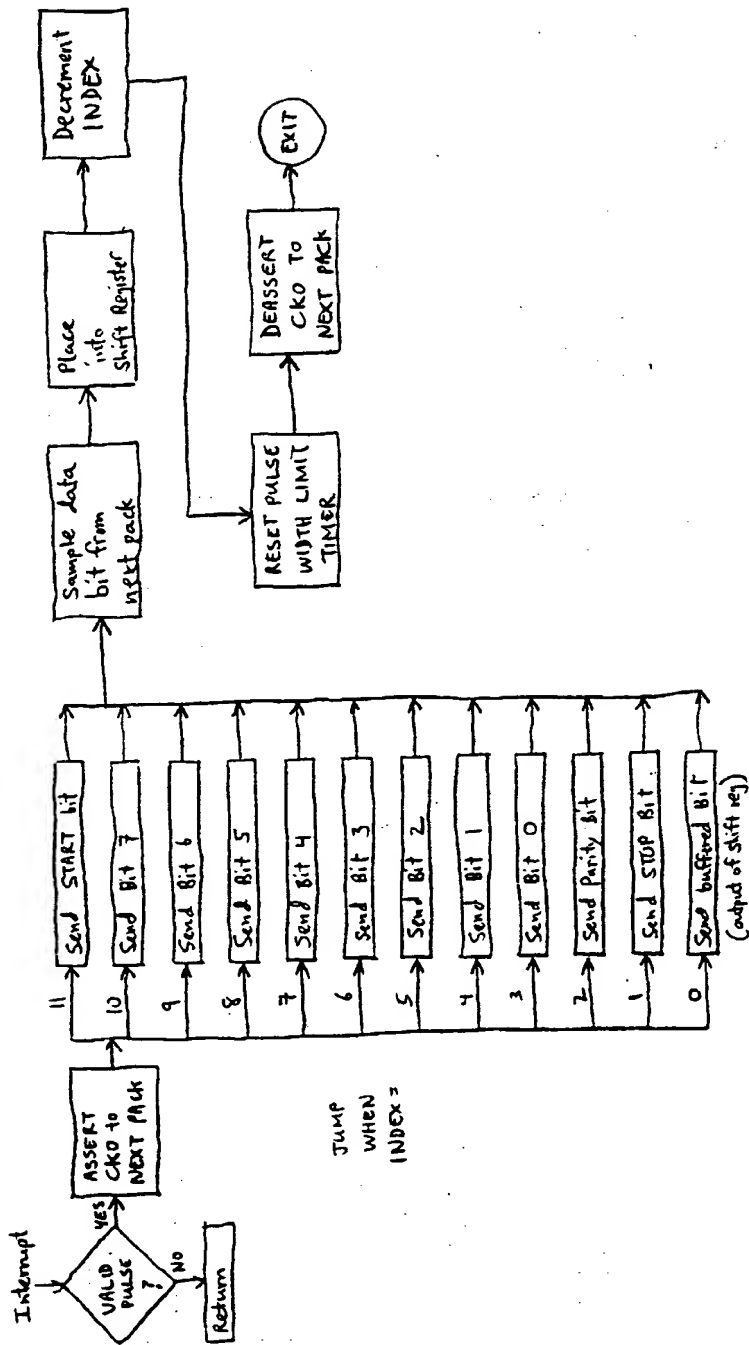 Interrupt
VALID
PULSE
?
YES
NO
Return
ASSERT
CKO to
NEXT PACK
JUMP
WHEN
INDEX =
11
Send START bit
10
Send Bit 7
9
Send Bit 6
8
Send Bit 5
7
Send Bit 4
6
Send Bit 3
5
Send Bit 2
4
Send Bit 1
3
Send Bit 0
2
Send Parity bit
1
Send STOP Bit
0
Send buffered Bit
(output of shift reg)
Sample data
bit from
next pack
Place
into
Shift Register
Decrement
INDEX
RESET PULSE
WIDTH LIMIT
TIMER
DEASSERT
CKO TO
NEXT PACK
EXIT